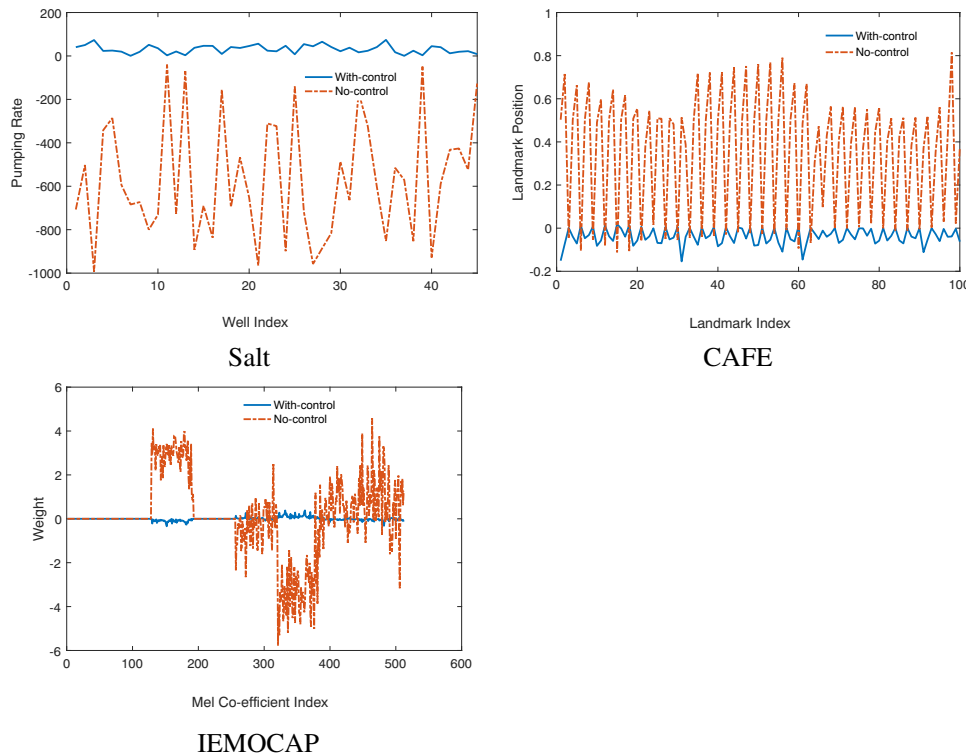 200
0
-200
-400
-600
-800
-1000
0
10
20
30
40
Pumping Rate
Well Index
With-control
No-control
Salt
1
0.8
0.6
0.4
0.2
0
-0.2
0
20
40
60
80
100
Landmark Position
Landmark Index
With-control
No-control
CAFE
6
4
2
0
-2
-4
-6
0
100
200
300
400
500
600
Weight
Mel Co-efficient Index
With-control
No-control
IEMOCAP